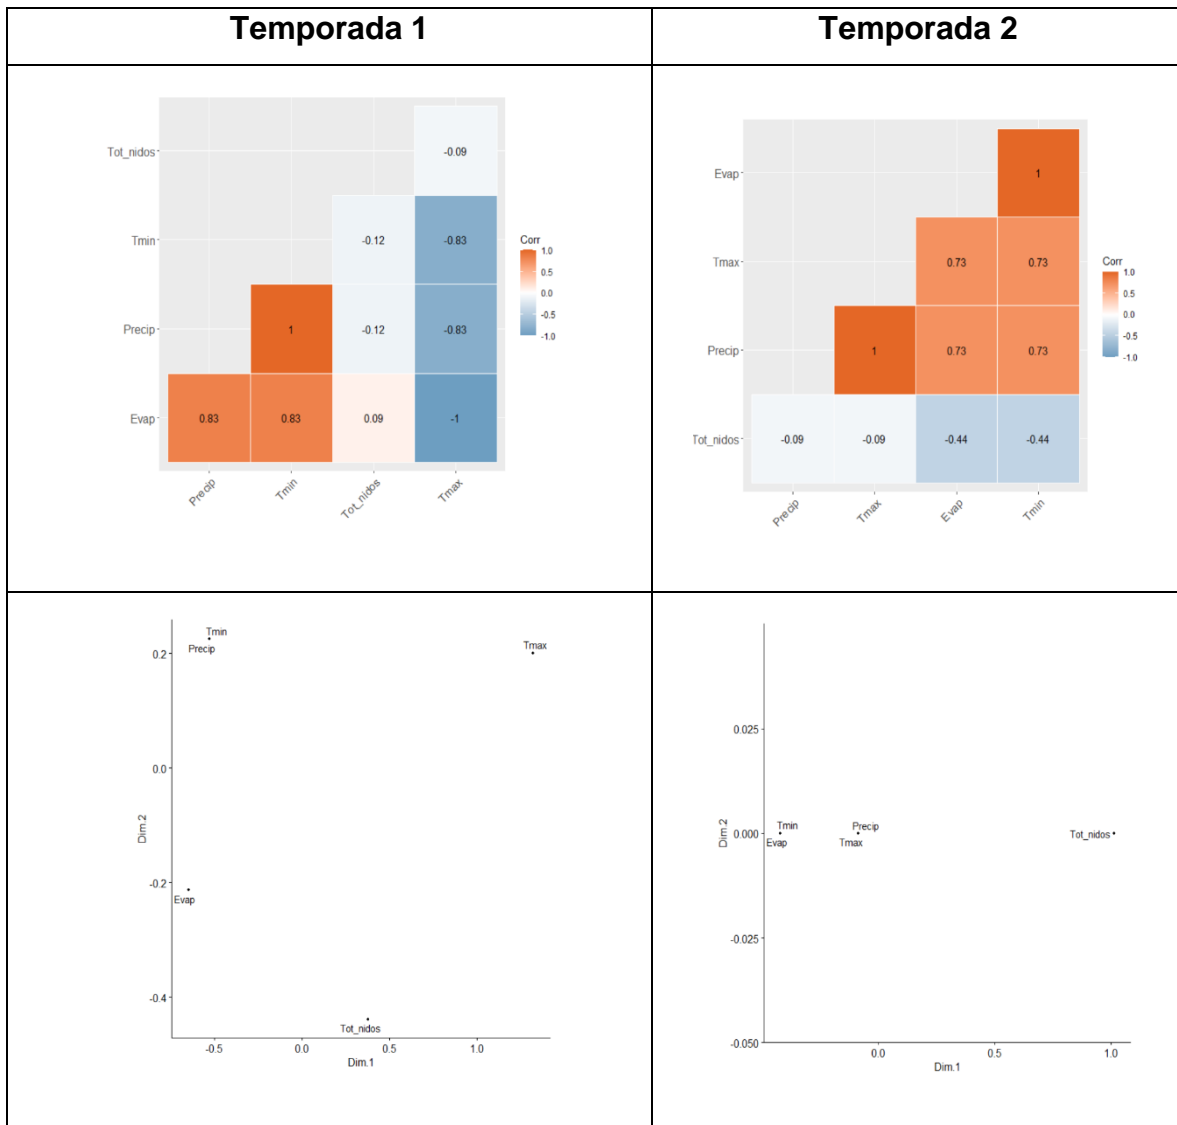 Temporada 1
Temporada 2
Tot_nidos
-0.09
Tmin
-0.12
-0.83
Precip
1
-0.12
-0.83
Evap
0.83
0.83
0.09
-1
Precip
Tmin
Tot_nidos
Tmax
Corr
1.0
0.5
0.0
-0.5
-1.0
Evap
1
Tmax
0.73
0.73
Precip
1
0.73
0.73
Tot_nidos
-0.09
-0.09
-0.44
-0.44
Precip
Tmax
Evap
Tmin
Corr
1.0
0.5
0.0
-0.5
-1.0
Tmin
Precip
Tmax
Evap
Tot_nidos
0.2
0.0
-0.2
-0.4
Dim.2
-0.5
0.0
0.5
1.0
Dim.1
0.025
0.000
-0.025
-0.050
Dim.2
Tmin
Evap
Precip
Tmax
Tot_nidos
0.0
0.5
1.0
Dim.1